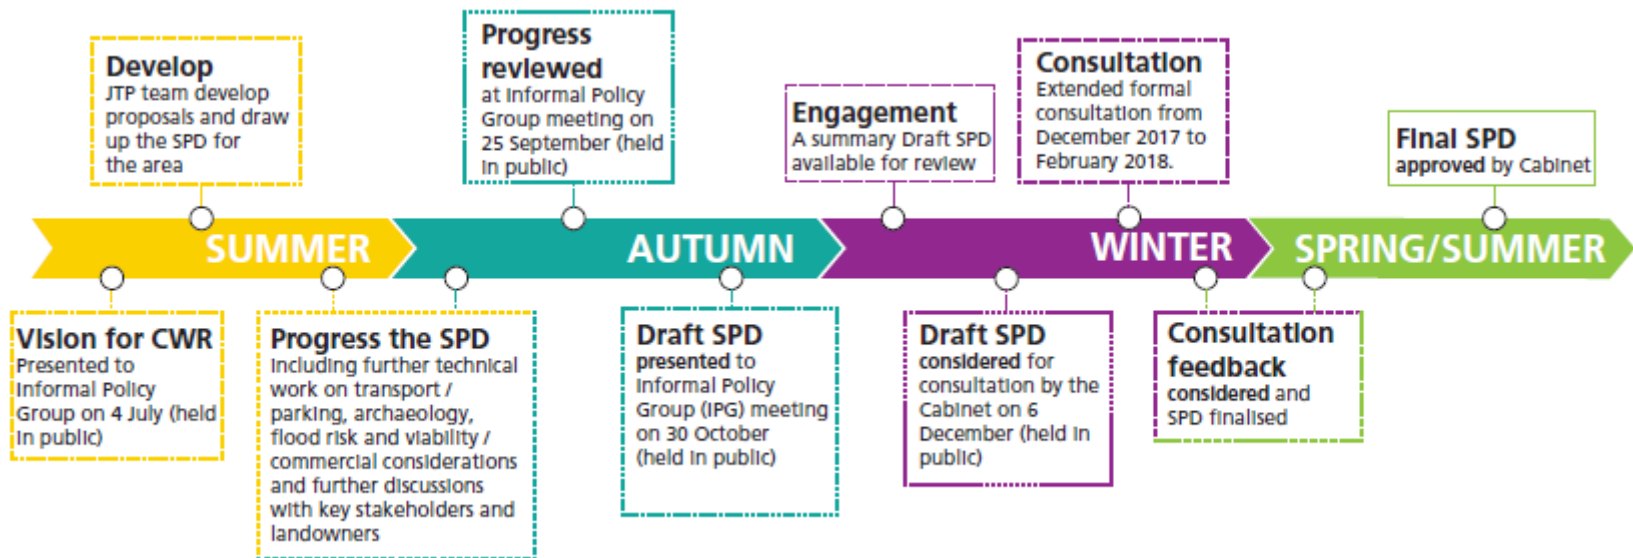 Develop
JTP team develop
proposals and draw
up the SPD for
the area
Progress
reviewed
at Informal Policy
Group meeting on
25 September (held
in public)
Engagement
A summary Draft SPD
available for review
Consultation
Extended formal
consultation from
December 2017 to
February 2018.
Final SPD
approved by Cabinet
SUMMER
AUTUMN
WINTER
SPRING/SUMMER
Vision for CWR
Presented to
Informal Policy
Group on 4 July (held
in public)
Progress the SPD
Including further technical
work on transport /
parking, archaeology,
flood risk and viability /
commercial considerations
and further discussions
with key stakeholders and
landowners
Draft SPD
presented to
Informal Policy
Group (IPG) meeting
on 30 October
(held in public)
Draft SPD
considered for
consultation by the
Cabinet on 6
December (held in
public)
Consultation
feedback
considered and
SPD finalised